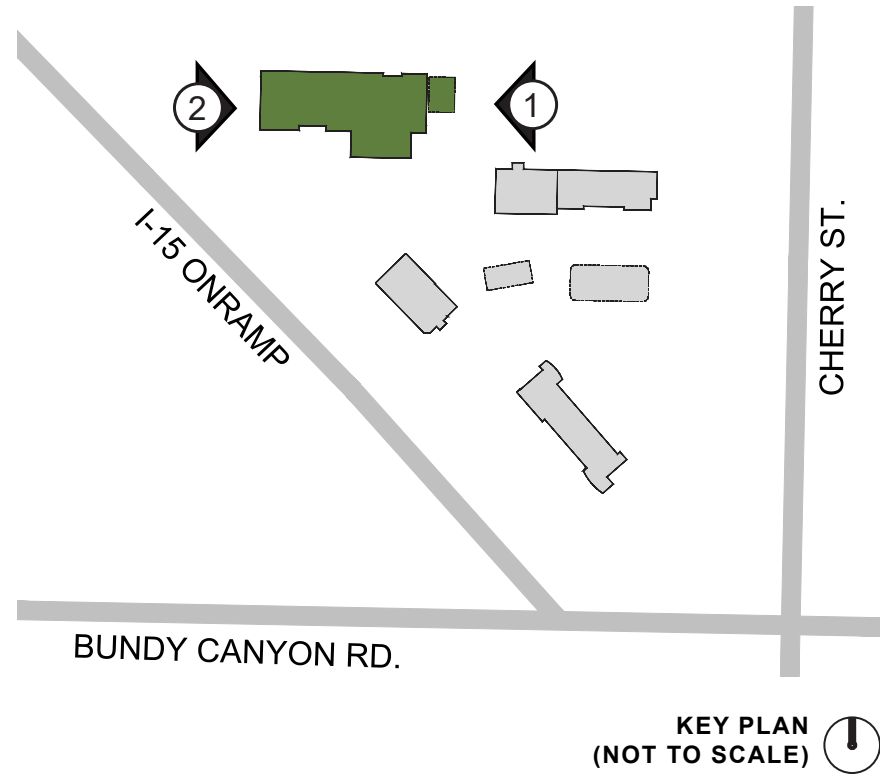 2
1
I-15 ONRAMP
CHERRY ST.
BUNDY CANYON RD.
KEY PLAN
(NOT TO SCALE)